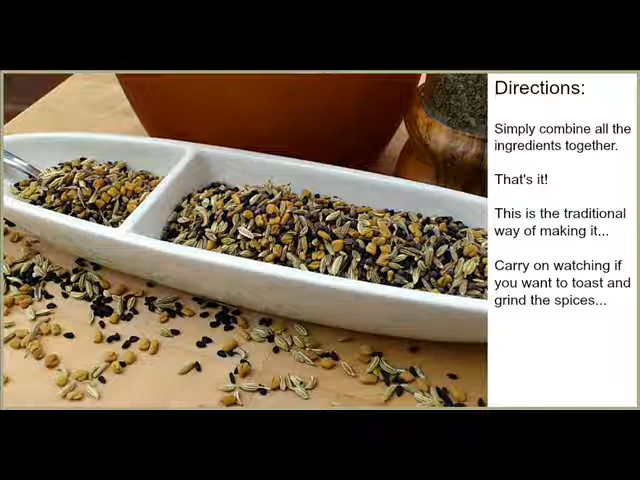 Directions:
Simply combine all the
ingredients together.
That's it!
This is the traditional
way of making it...
Carry on watching if
you want to toast and
grind the spices...